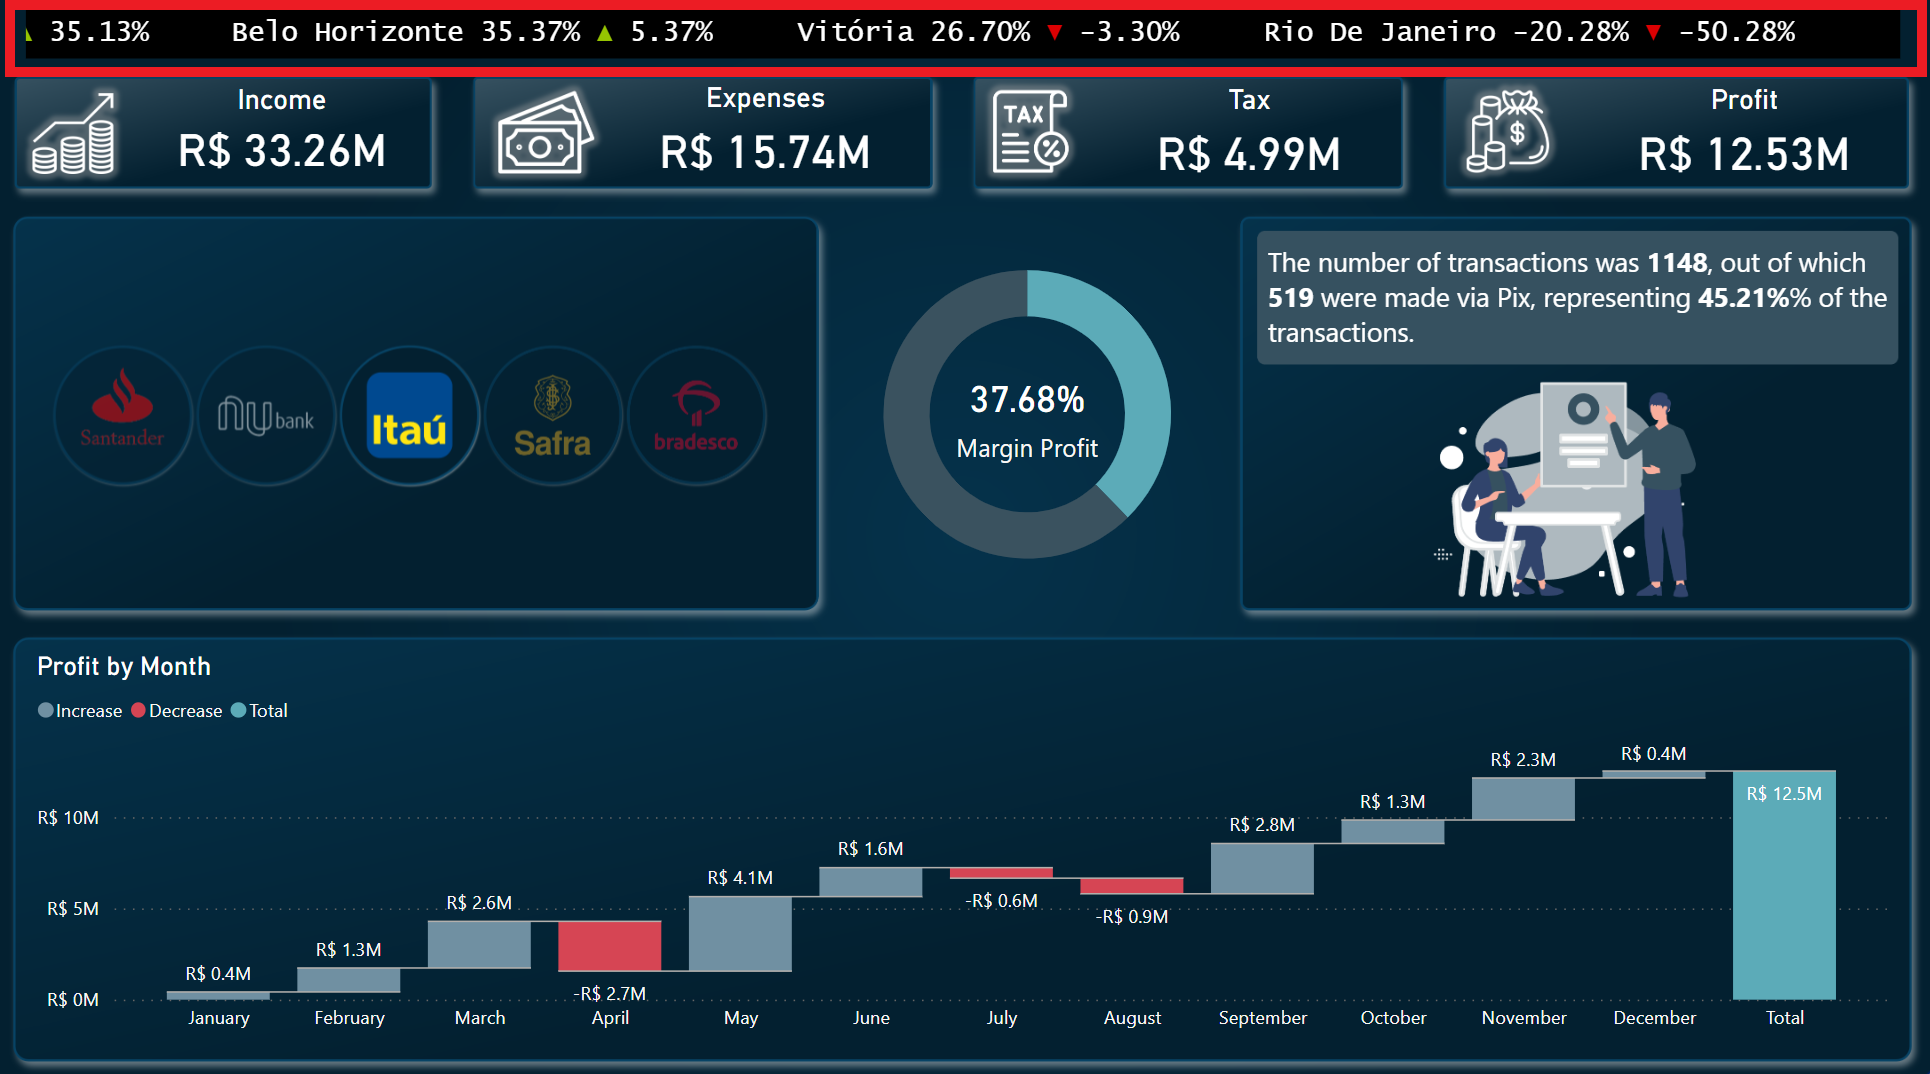 ▲ 35.13% Belo Horizonte 35.37% ▲ 5.37% Vitória 26.70% ▼ -3.30% Rio De Janeiro -20.28% ▼ -50.28%
Income
R$ 33.26M
Expenses
R$ 15.74M
TAX
%
Tax
R$ 4.99M
$
Profit
R$ 12.53M
Santander
nu bank
Itaú
Safra
bradesco
37.68%
Margin Profit
The number of transactions was 1148, out of which
519 were made via Pix, representing 45.21%% of the
transactions.
Profit by Month
Increase Decrease Total
R$ 10M
R$ 5M
R$ 0M
R$ 0.4M
R$ 1.3M
R$ 2.6M
-R$ 2.7M
R$ 4.1M
R$ 1.6M
-R$ 0.6M
-R$ 0.9M
R$ 2.8M
R$ 1.3M
R$ 2.3M
R$ 0.4M
R$ 12.5M
January February March April May June July August September October November December Total